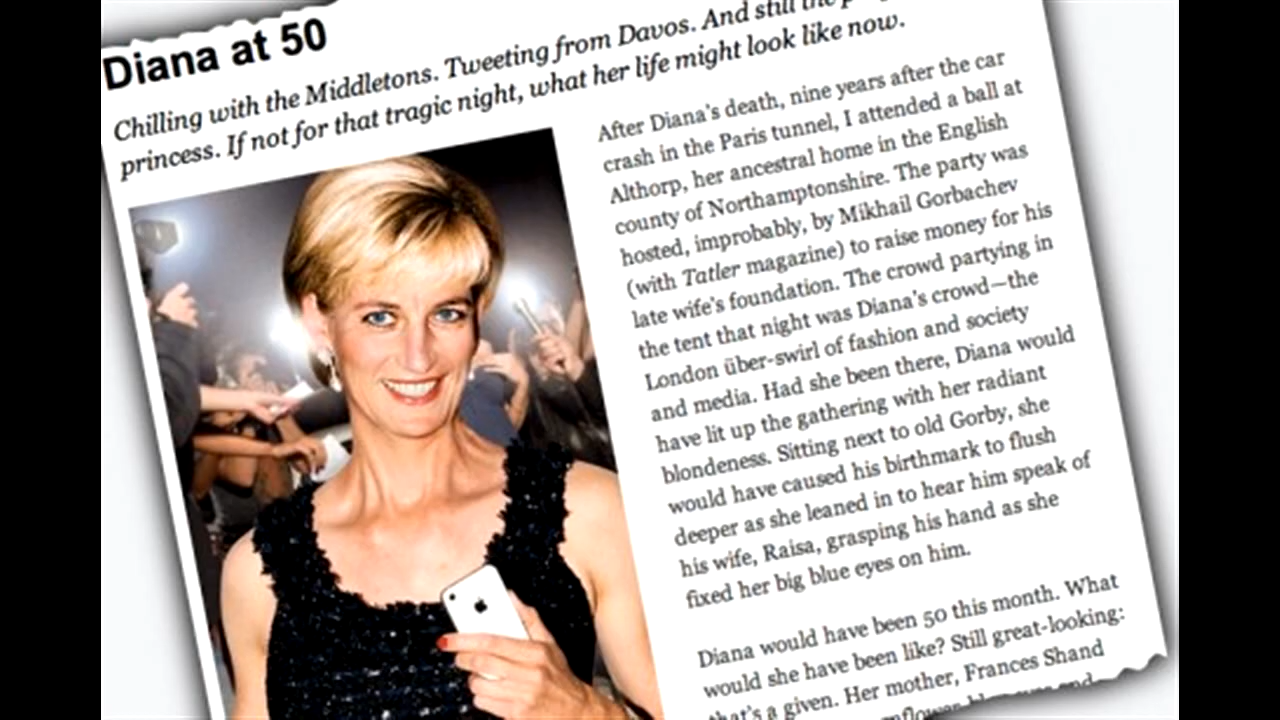 Diana at 50
Chilling with the Middletons. Tweeting from Davos. And still the
princess. If not for that tragic night, what her life might look like now.
After Diana's death, nine years after the car
crash in the Paris tunnel, I attended a ball at
Althorp, her ancestral home in the English
county of Northamptonshire. The party was
hosted, improbably, by Mikhail Gorbachev
(with Tatler magazine) to raise money for his
late wife's foundation. The crowd partying in
the tent that night was Diana's crowd—the
London über-swirl of fashion and society
and media. Had she been there, Diana would
have lit up the gathering with her radiant
blondeness. Sitting next to old Gorby, she
would have caused his birthmark to flush
deeper as she leaned in to hear him speak of
his wife, Raisa, grasping his hand as she
fixed her big blue eyes on him.
Diana would have been 50 this month. What
would she have been like? Still great-looking:
that's a given. Her mother, Frances Shand